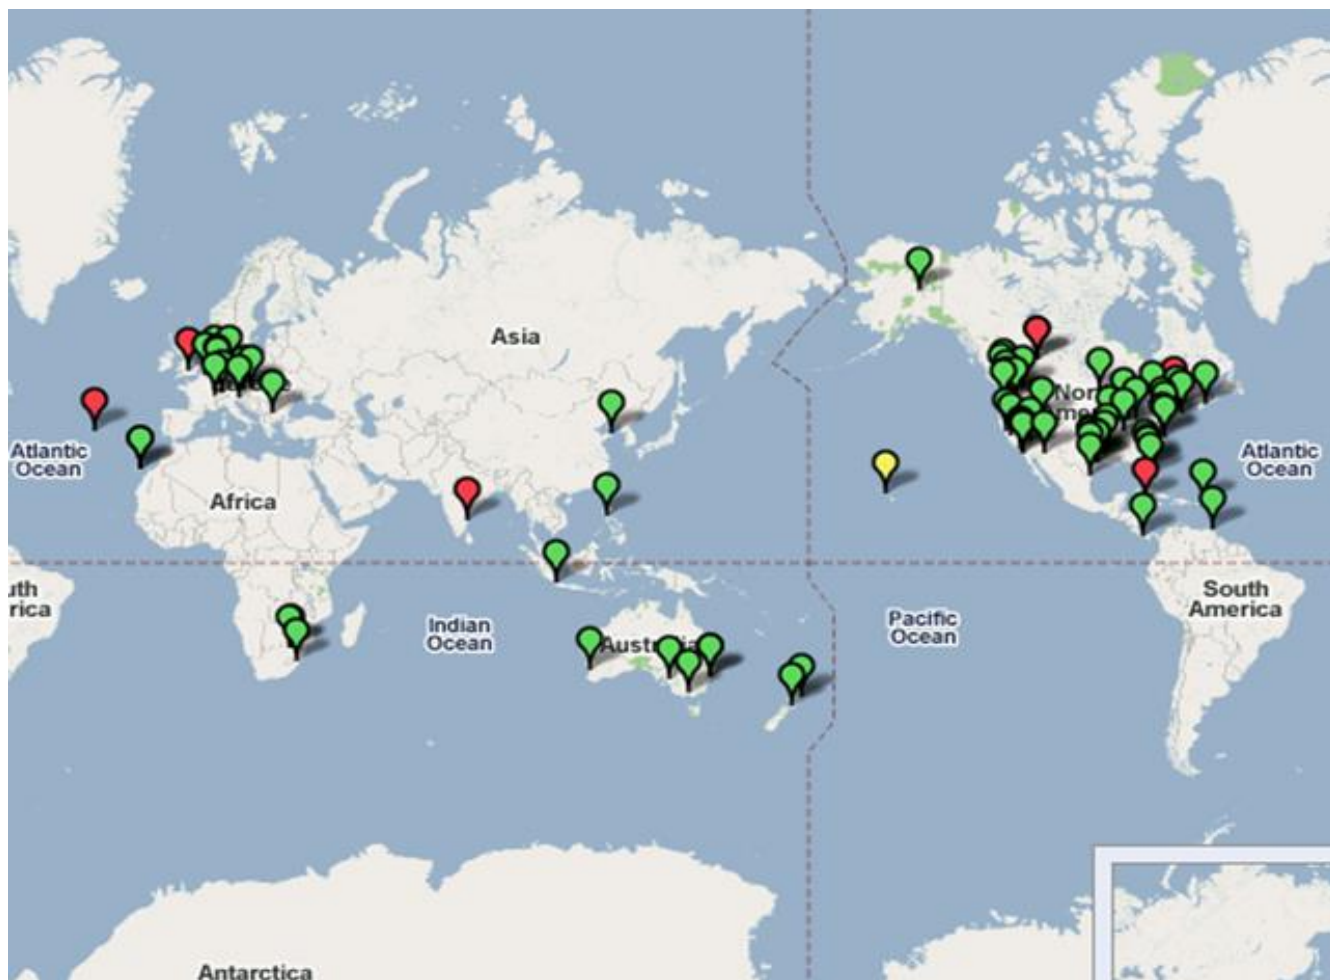 Asia
Atlantic
Ocean
Africa
Atlantic
Ocean
uth
rica
Indian
Ocean
Pacific
Ocean
South
America
Antarctica